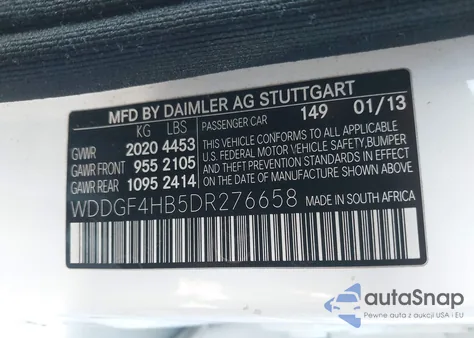 MFD BY DAIMLER AG STUTTGART
KG LBS PASSENGER CAR 149 01/13
GVWR 2020 4453
GAWR FRONT 955 2105
GAWR REAR 1095 2414
THIS VEHICLE CONFORMS TO ALL APPLICABLE
U.S. FEDERAL MOTOR VEHICLE SAFETY, BUMPER
AND THEFT PREVENTION STANDARDS IN
EFFECT ON THE DATE OF MANUFACTURE
SHOWN ABOVE.
WDDGF4HB5DR276658 MADE IN SOUTH AFRICA
autoSnap
Pewne auta z aukcji USA i EU